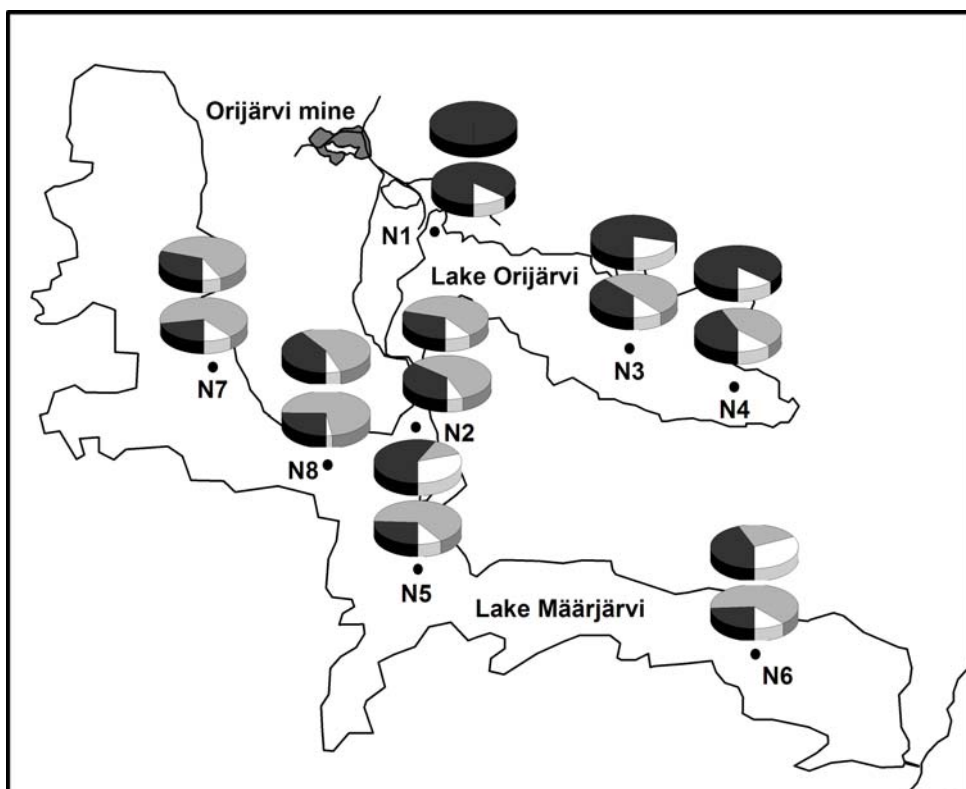 Orijärvi mine
N1
Lake Orijärvi
N3
N7
N4
N2
N8
N5
Lake Määrjärvi
N6